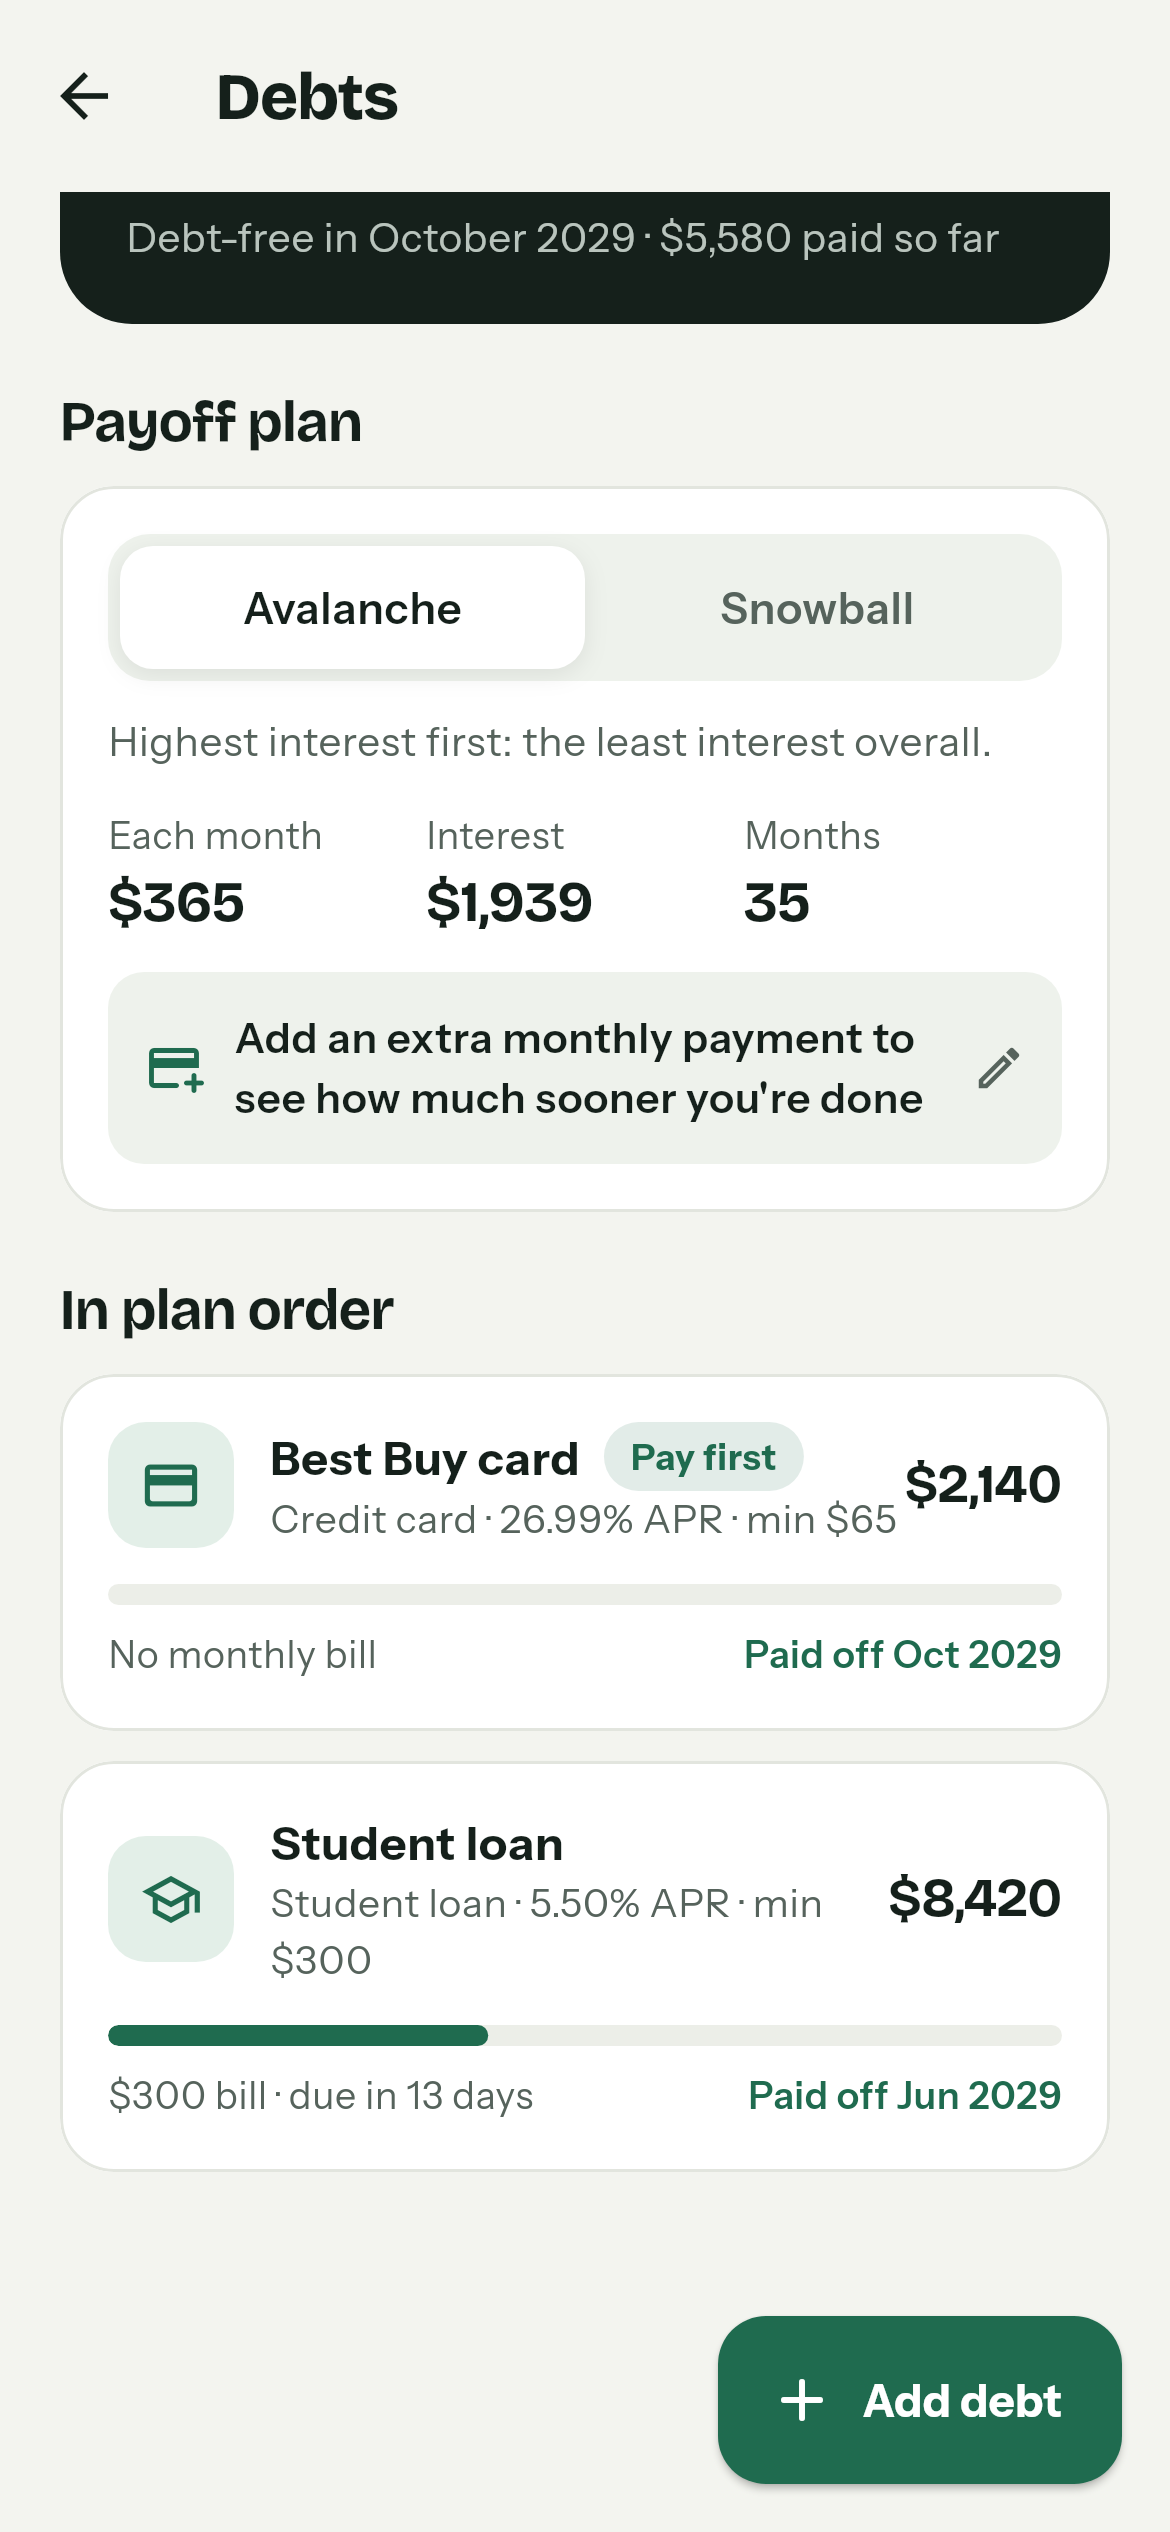 Debts
Debt-free in October 2029 · $5,580 paid so far
Payoff plan
Avalanche
Snowball
Highest interest first: the least interest overall.
Each month
Interest
Months
$365
$1,939
35
Add an extra monthly payment to
see how much sooner you're done
In plan order
Best Buy card
Pay first
$2,140
Credit card · 26.99% APR · min $65
No monthly bill
Paid off Oct 2029
Student loan
Student loan · 5.50% APR · min
$300
$8,420
$300 bill · due in 13 days
Paid off Jun 2029
Add debt